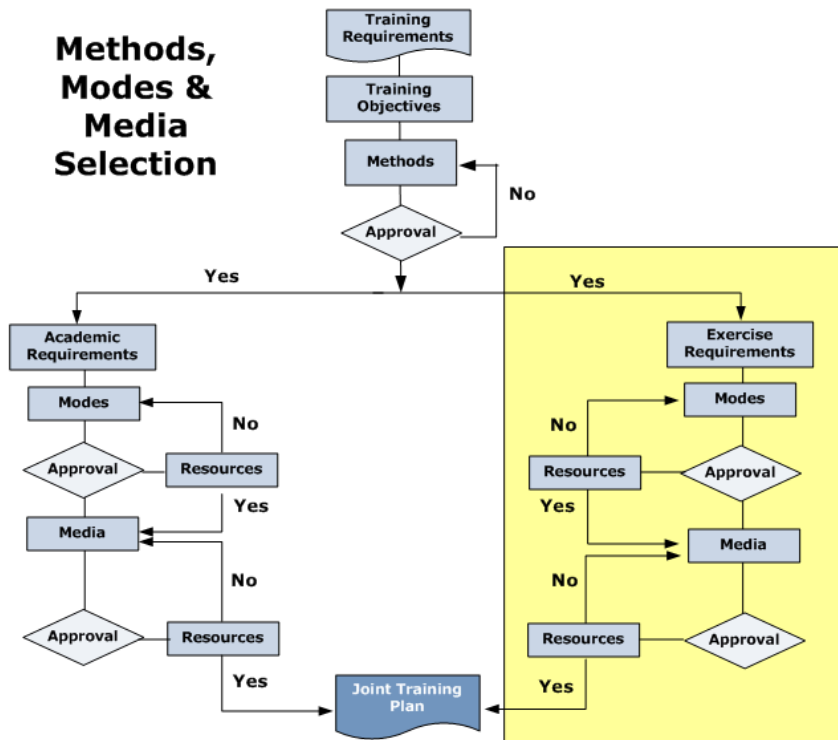 Training
Requirements
Methods,
Modes &
Media
Selection
Training
Objectives
Methods
No
Approval
Yes
Yes
Academic
Requirements
Exercise
Requirements
Modes
Modes
No
No
Approval
Resources
Resources
Approval
Yes
Yes
Media
Media
No
No
Approval
Resources
Resources
Approval
Yes
Yes
Joint Training
Plan